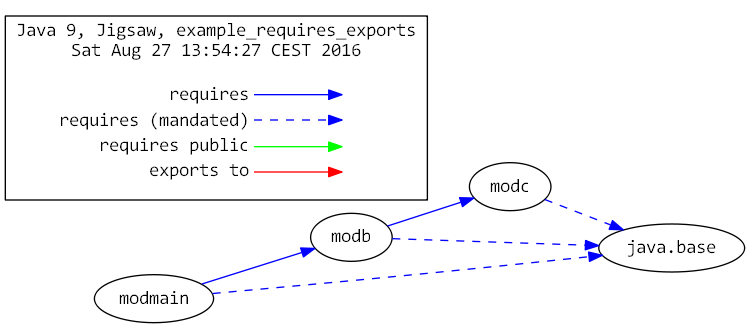 Java 9, Jigsaw, example_requires_exports
Sat Aug 27 13:54:27 CEST 2016
requires
requires (mandated)
requires public
exports to
modc
modb
java.base
modmain